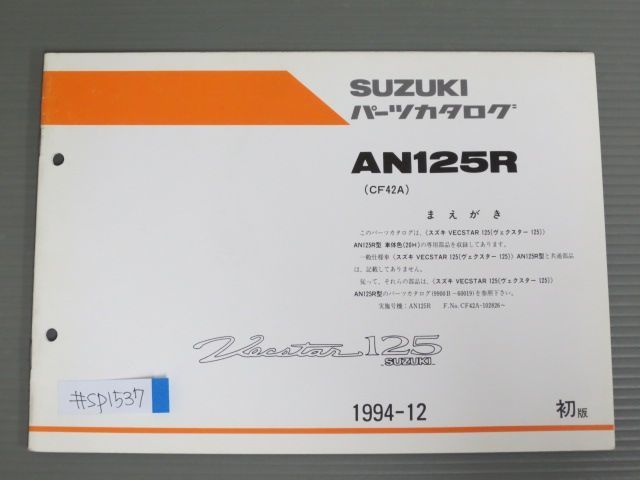 SUZUKI
パーツカタログ
AN125R
(CF42A)
まえがき
このパーツカタログは、(スズキ VECSTAR 125(ヴェクスター 125))
AN125R型 車体色(26H)の専用部品を収録してあります。
一般仕様車 (スズキ VECSTAR 125(ヴェクスター 125)) AN125R型と共通部品
は、記載してありません。
従って、それらの部品は、(スズキ VECSTAR 125(ヴェクスター 125))
AN125R型のパーツカタログ(9900B-60019)を参照下さい。
実施号機：AN125R F.No.CF42A-102826～
Vecstar 125
SUZUKI
#SP1537
1994-12
初版